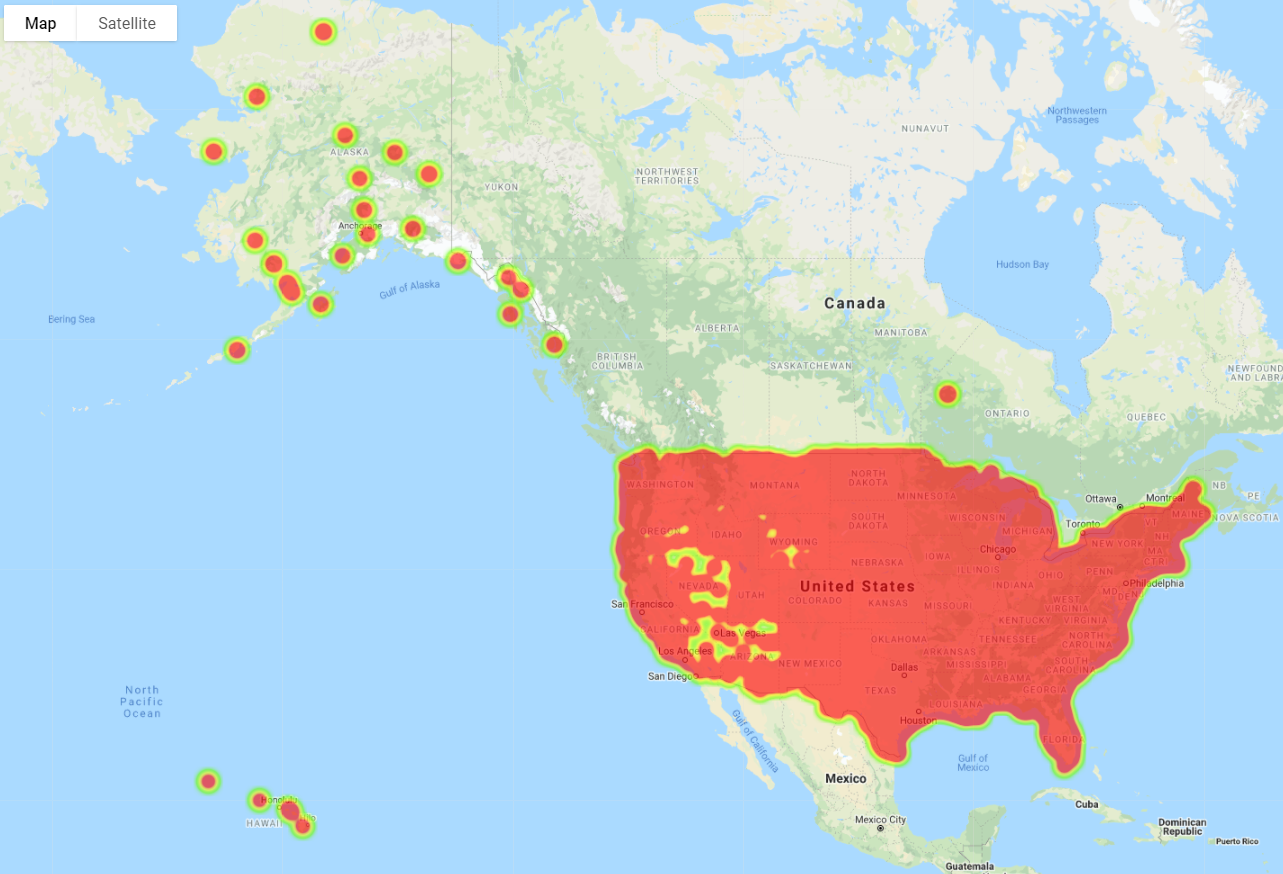 Map
Satellite
Northwestern
Passages
NUNAVUT
ALASKA
NORTHWEST
TERRITORIES
YUKON
Anchorage
Hudson Bay
Gulf of Alaska
Canada
Bering Sea
ALBERTA
MANITOBA
BRITISH
COLUMBIA
SASKATCHEWAN
NEWFOUND
AND LABRA
ONTARIO
QUEBEC
WASHINGTON
MONTANA
NORTH
DAKOTA
MINNESOTA
Ottawa
Montreal
NB
PE
MAINE
NOVA SCOTIA
OREGON
IDAHO
SOUTH
DAKOTA
WISCONSIN
MICHIGAN
Toronto
VT
NH
WYOMING
NEW YORK
MA
CT RI
Chicago
IOWA
NEBRASKA
ILLINOIS
INDIANA
OHIO
PENN
Philadelphia
NEVADA
UTAH
United States
COLORADO
KANSAS
MISSOURI
WEST
VIRGINIA
MD
DE
San Francisco
KENTUCKY
VIRGINIA
CALIFORNIA
Las Vegas
OKLAHOMA
TENNESSEE
NORTH
CAROLINA
Los Angeles
ARIZONA
NEW MEXICO
ARKANSAS
MISSISSIPPI
SOUTH
CAROLINA
San Diego
Dallas
ALABAMA
TEXAS
GEORGIA
LOUISIANA
North
Pacific
Ocean
Houston
Gulf of California
FLORIDA
Gulf of
Mexico
Mexico
Honolulu
HAWAII
Cuba
Mexico City
Dominican
Republic
Puerto Rico
Guatemala